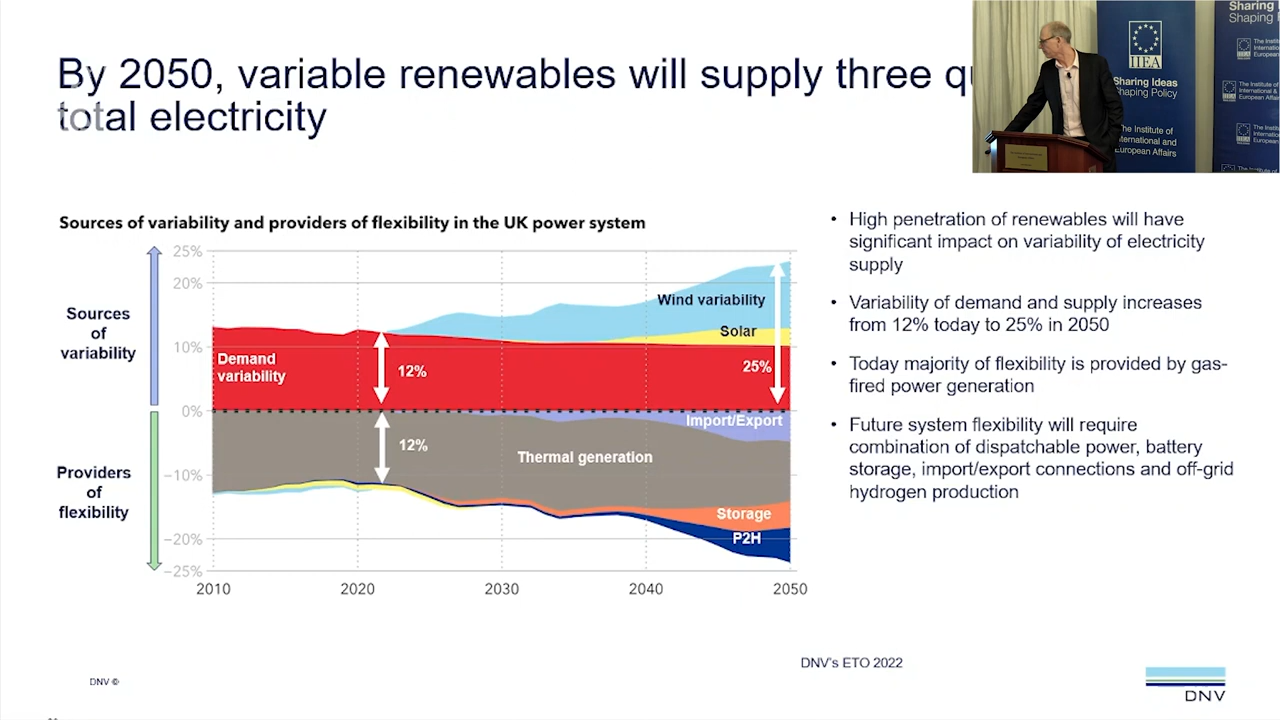 By 2050, variable renewables will supply three
total electricity
Sharing Ideas
Shaping Policy
The Institute of
International and
European Affairs
IIEA
Sources of variability and providers of flexibility in the UK power system
Sources
of
variability
Providers
of
flexibility
25%
20%
10%
0%
−10%
−20%
−25%
Wind variability
Solar
Demand
variability
12%
25%
Import/Export
12%
Thermal generation
Storage
P2H
2010
2020
2030
2040
2050
• High penetration of renewables will have
significant impact on variability of electricity
supply
• Variability of demand and supply increases
from 12% today to 25% in 2050
• Today majority of flexibility is provided by gas-
fired power generation
• Future system flexibility will require
combination of dispatchable power, battery
storage, import/export connections and off-grid
hydrogen production
DNV's ETO 2022
DNV ©
DNV